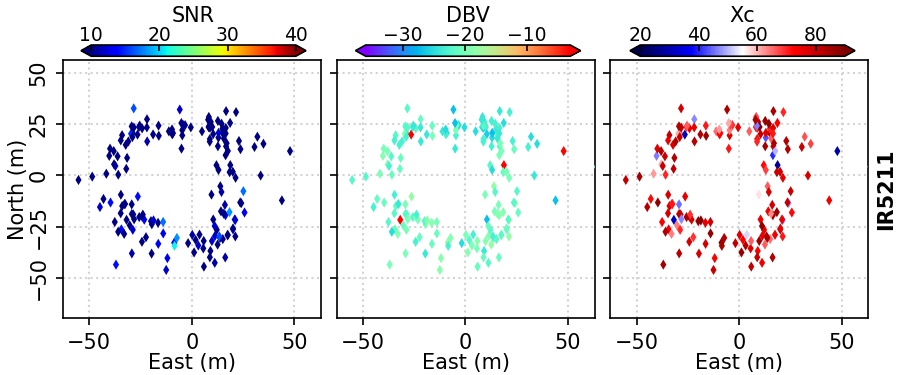 SNR DBV Xc
10 20 30 40 −30 −20 −10 20 40 60 80
50
25
0
−25
−50
North (m)
−50 0 50 −50 0 50 −50 0 50
East (m) East (m) East (m)
IR5211